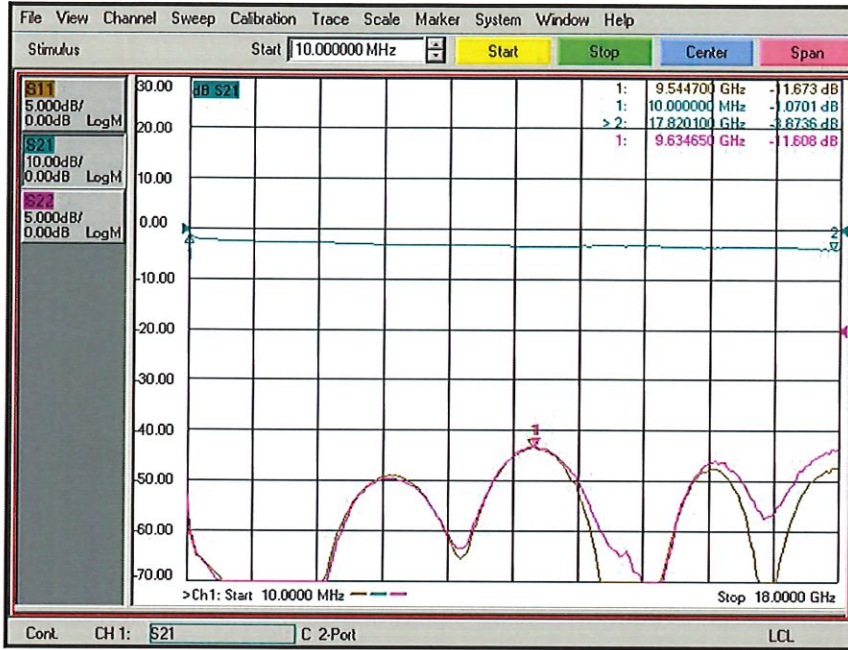 File View Channel Sweep Calibration Trace Scale Marker System Window Help
Stimulus Start 10.000000 MHz Start Stop Center Span
S11
5.000dB/
0.00dB LogM
S21
10.00dB/
0.00dB LogM
S22
5.000dB/
0.00dB LogM
dB S21
30.00
20.00
10.00
0.00
-10.00
-20.00
-30.00
-40.00
-50.00
-60.00
-70.00
1: 9.544700 GHz -11.673 dB
1: 10.000000 MHz -1.0701 dB
> 2: 17.820100 GHz -3.8736 dB
1: 9.634650 GHz -11.608 dB
2
1
>Ch1: Start 10.0000 MHz Stop 18.0000 GHz
Cont. CH 1: S21 C 2-Port LCL